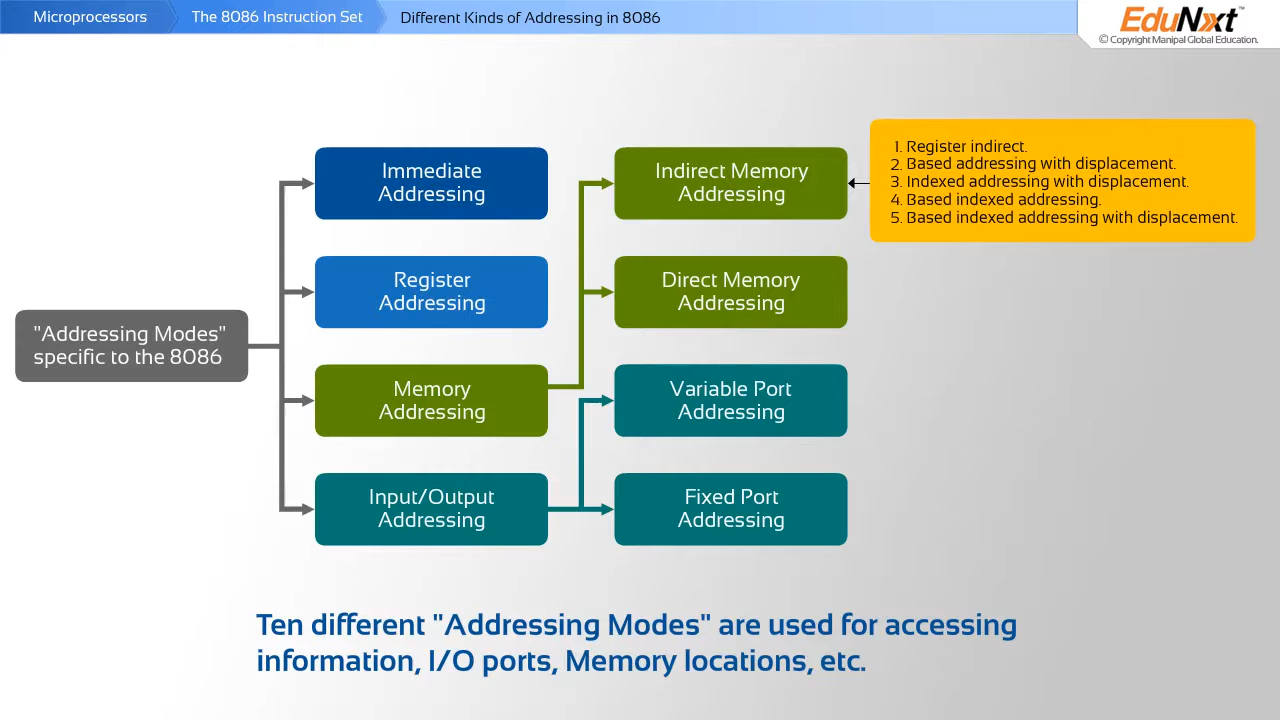 Microprocessors
The 8086 Instruction Set
Different Kinds of Addressing in 8086
EduNxt™
© Copyright Manipal Global Education.
"Addressing Modes"
specific to the 8086
Immediate
Addressing
Register
Addressing
Memory
Addressing
Input/Output
Addressing
Indirect Memory
Addressing
Direct Memory
Addressing
Variable Port
Addressing
Fixed Port
Addressing
1. Register indirect.
2. Based addressing with displacement.
3. Indexed addressing with displacement.
4. Based indexed addressing.
5. Based indexed addressing with displacement.
Ten different "Addressing Modes" are used for accessing
information, I/O ports, Memory locations, etc.